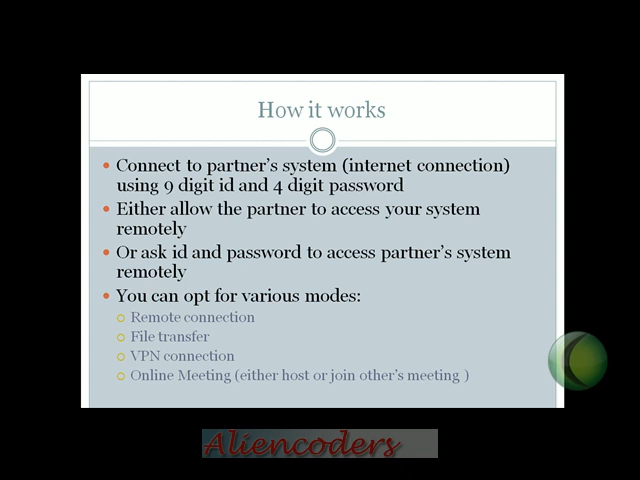 How it works
Connect to partner's system (internet connection)
using 9 digit id and 4 digit password
Either allow the partner to access your system
remotely
Or ask id and password to access partner's system
remotely
You can opt for various modes:
Remote connection
File transfer
VPN connection
Online Meeting (either host or join other's meeting )
Aliencoders